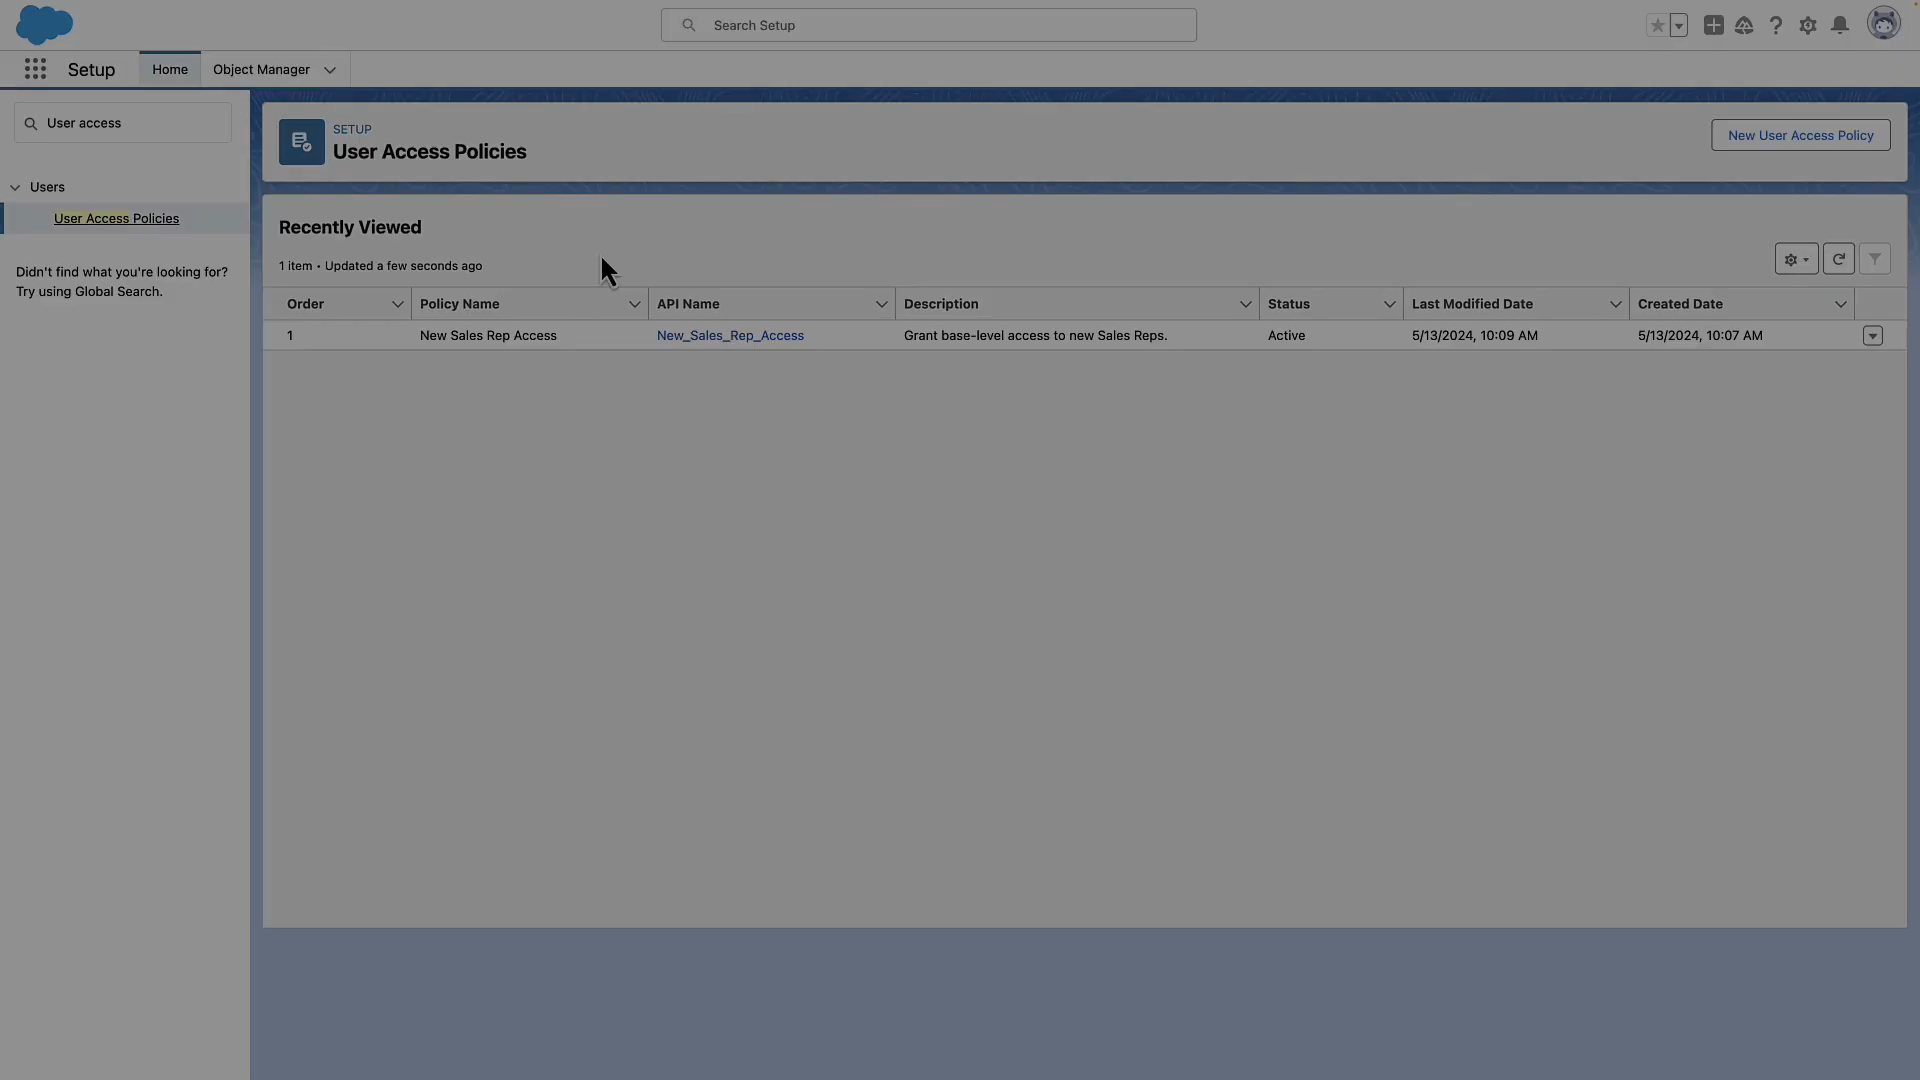 Search Setup
Setup
Home
Object Manager
User access
Users
User Access Policies
Didn't find what you're looking for?
Try using Global Search.
SETUP
User Access Policies
New User Access Policy
Recently Viewed
1 item • Updated a few seconds ago
Order Policy Name API Name Description Status Last Modified Date Created Date
1 New Sales Rep Access New_Sales_Rep_Access Grant base-level access to new Sales Reps. Active 5/13/2024, 10:09 AM 5/13/2024, 10:07 AM